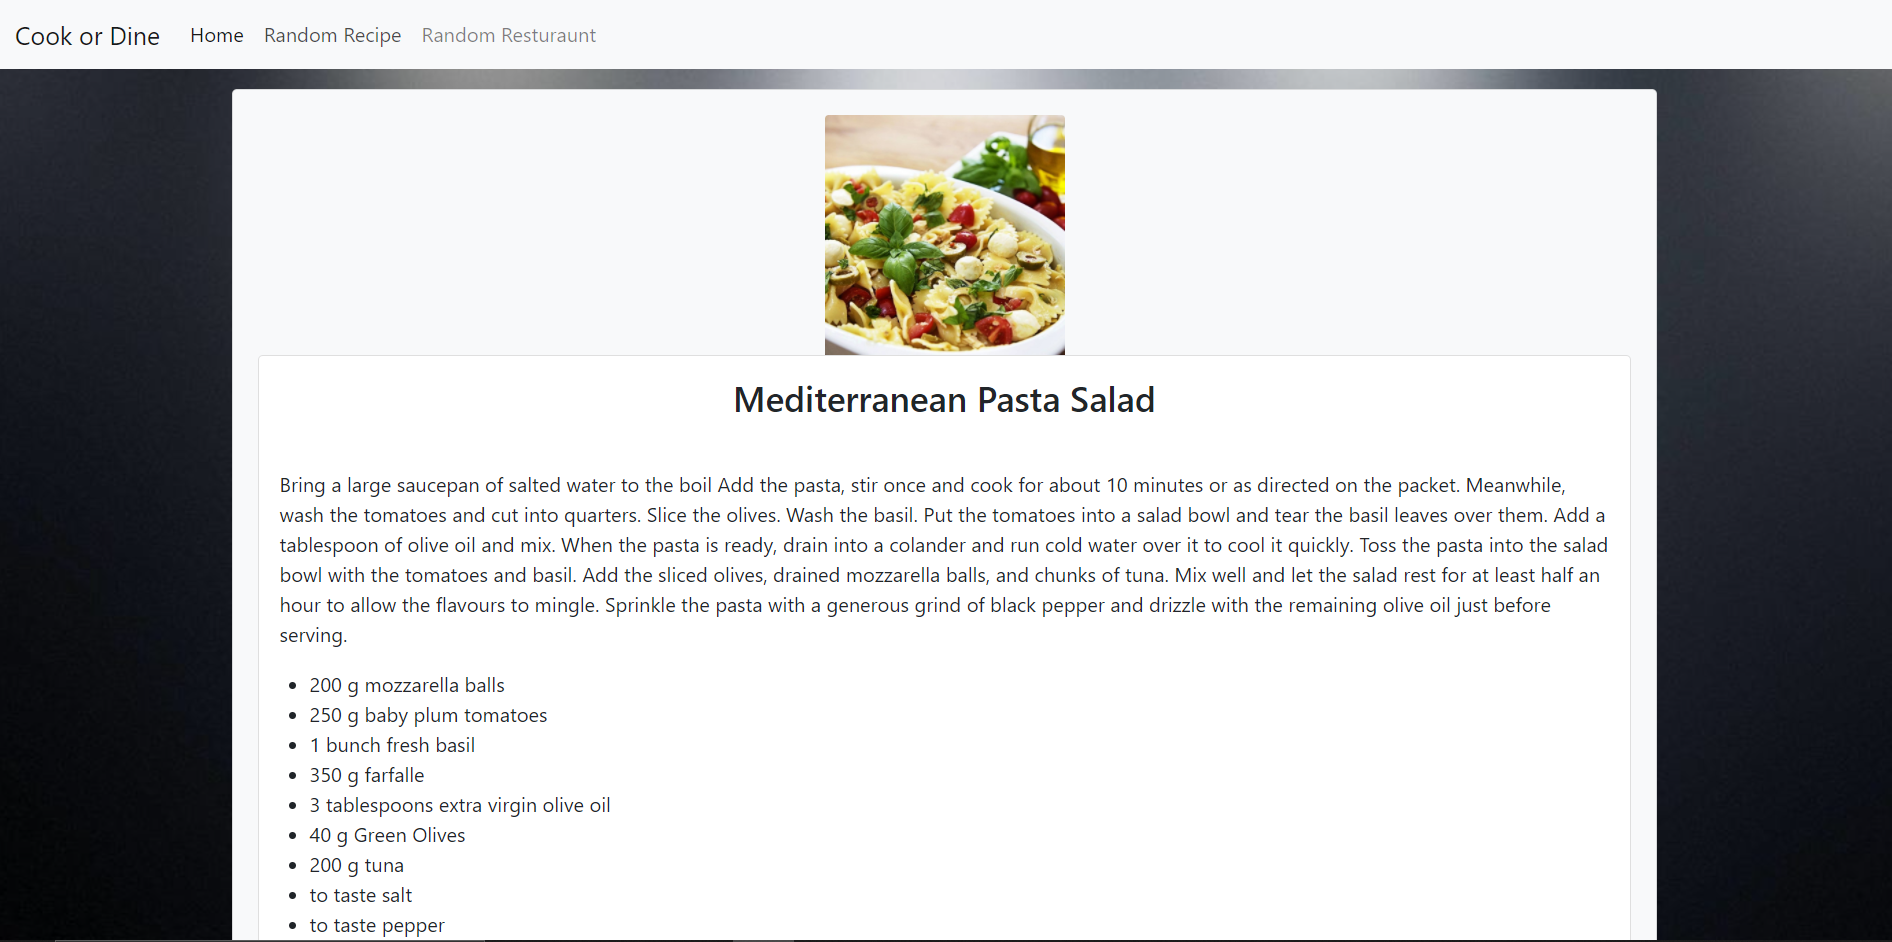 Cook or Dine Home Random Recipe Random Resturaunt
Mediterranean Pasta Salad
Bring a large saucepan of salted water to the boil Add the pasta, stir once and cook for about 10 minutes or as directed on the packet. Meanwhile,
wash the tomatoes and cut into quarters. Slice the olives. Wash the basil. Put the tomatoes into a salad bowl and tear the basil leaves over them. Add a
tablespoon of olive oil and mix. When the pasta is ready, drain into a colander and run cold water over it to cool it quickly. Toss the pasta into the salad
bowl with the tomatoes and basil. Add the sliced olives, drained mozzarella balls, and chunks of tuna. Mix well and let the salad rest for at least half an
hour to allow the flavours to mingle. Sprinkle the pasta with a generous grind of black pepper and drizzle with the remaining olive oil just before
serving.
• 200 g mozzarella balls
• 250 g baby plum tomatoes
• 1 bunch fresh basil
• 350 g farfalle
• 3 tablespoons extra virgin olive oil
• 40 g Green Olives
• 200 g tuna
• to taste salt
• to taste pepper